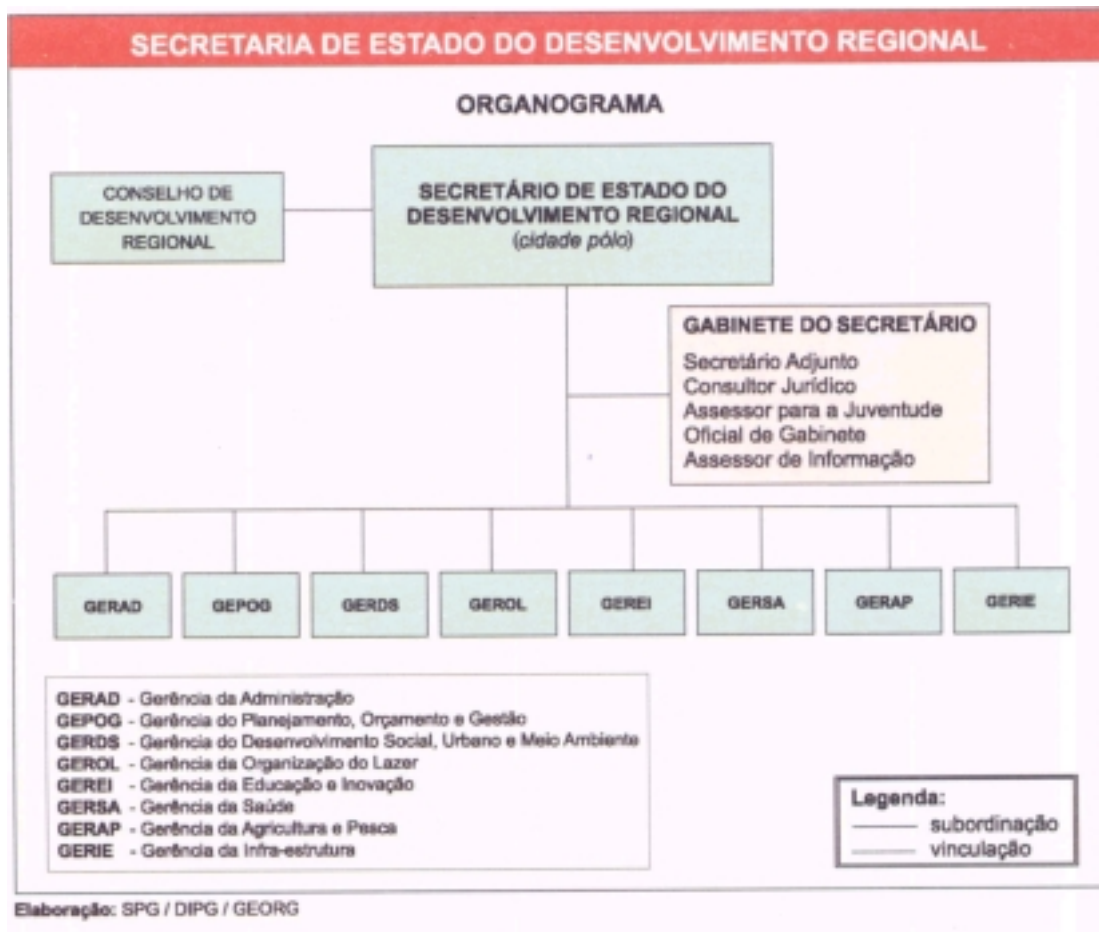 SECRETARIA DE ESTADO DO DESENVOLVIMENTO REGIONAL
ORGANOGRAMA
CONSELHO DE
DESENVOLVIMENTO
REGIONAL
SECRETÁRIO DE ESTADO DO
DESENVOLVIMENTO REGIONAL
(cidade pólo)
GABINETE DO SECRETÁRIO
Secretário Adjunto
Consultor Jurídico
Assessor para a Juventude
Oficial de Gabinete
Assessor de Informação
GERAD
GEPOG
GERDS
GEROL
GEREI
GERSA
GERAP
GERIE
GERAD - Gerência da Administração
GEPOG - Gerência do Planejamento, Orçamento e Gestão
GERDS - Gerência do Desenvolvimento Social, Urbano e Meio Ambiente
GEROL - Gerência da Organização do Lazer
GEREI - Gerência da Educação e Inovação
GERSA - Gerência da Saúde
GERAP - Gerência da Agricultura e Pesca
GERIE - Gerência da Infra-estrutura
Legenda:
subordinação
vinculação
Elaboração: SPG / DIPG / GEORG